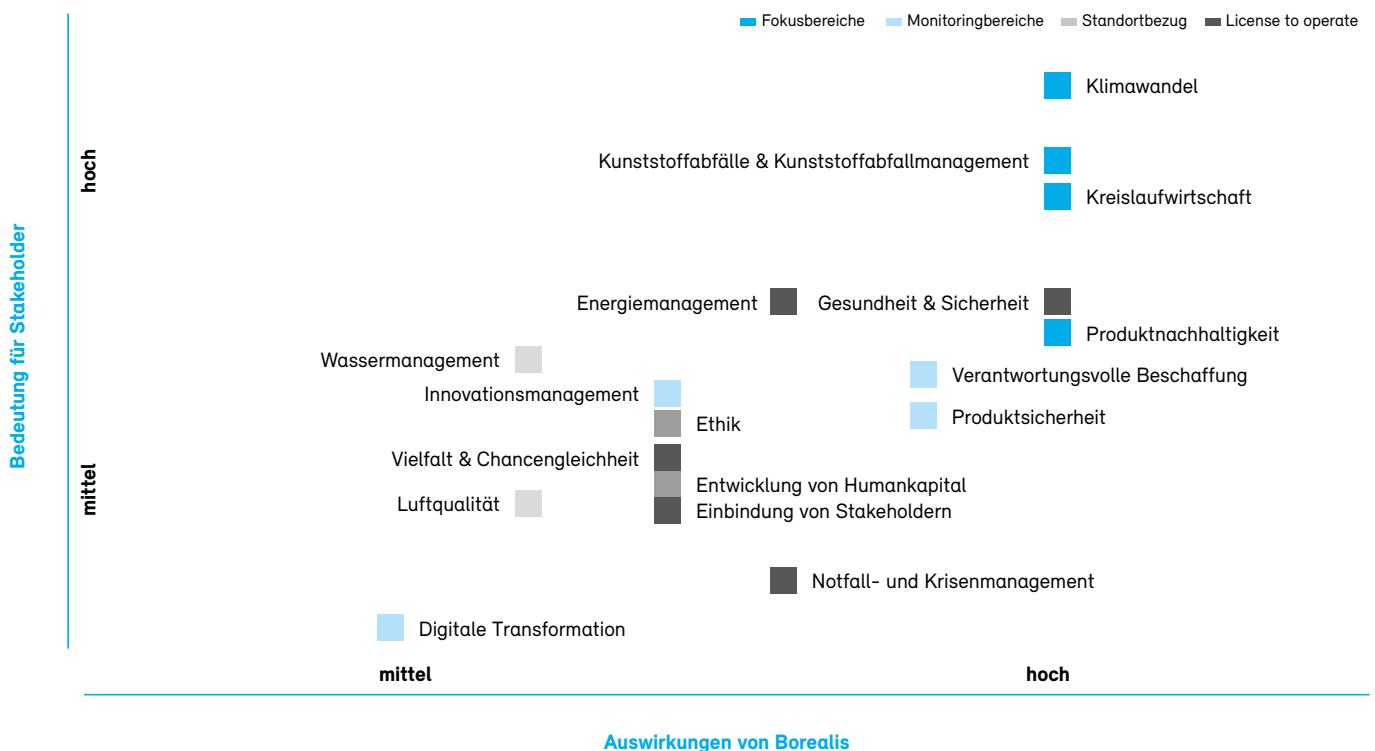 Fokusbereiche
Monitoringbereiche
Standortbezug
License to operate
Klimawandel
Kunststoffabfälle & Kunststoffabfallmanagement
Kreislaufwirtschaft
Energiemanagement
Gesundheit & Sicherheit
Produktnachhaltigkeit
Wassermanagement
Verantwortungsvolle Beschaffung
Innovationsmanagement
Produktsicherheit
Ethik
Vielfalt & Chancengleichheit
Entwicklung von Humankapital
Luftqualität
Einbindung von Stakeholdern
Notfall- und Krisenmanagement
Digitale Transformation
Bedeutung für Stakeholder
hoch
mittel
mittel
hoch
Auswirkungen von Borealis